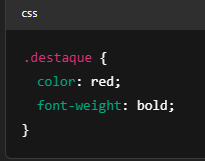 css
.destaque {
  color: red;
  font-weight: bold;
}